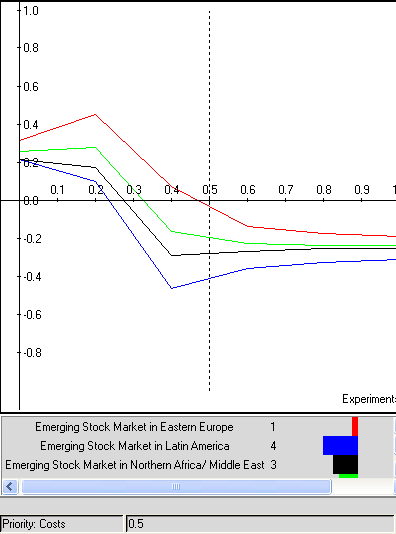 1.0
0.8
0.6
0.4
0.2
0.1 0.2 0.3 0.4 0.5 0.6 0.7 0.8 0.9 1
0.0
-0.2
-0.4
-0.6
-0.8
Experiments
Emerging Stock Market in Eastern Europe 1
Emerging Stock Market in Latin America 4
Emerging Stock Market in Northern Africa/ Middle East 3
Priority: Costs 0.5